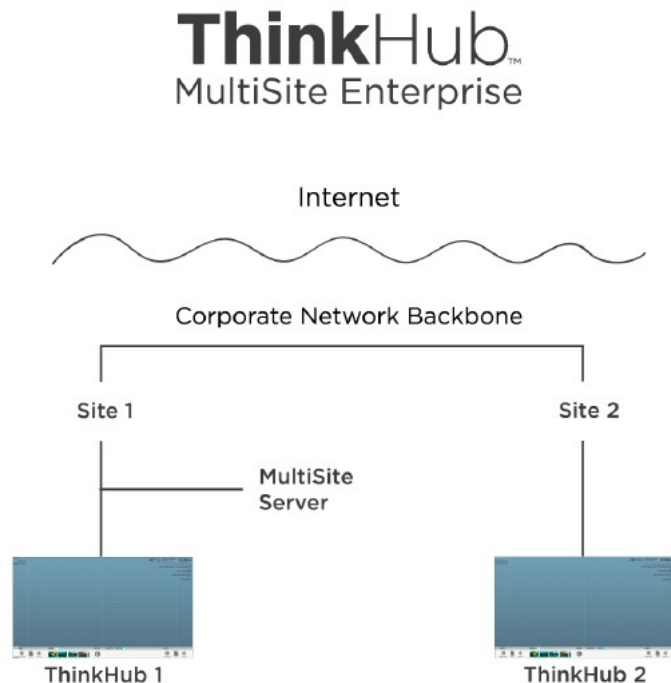 ThinkHub™
MultiSite Enterprise
Internet
Corporate Network Backbone
Site 1
Site 2
MultiSite
Server
ThinkHub 1
ThinkHub 2